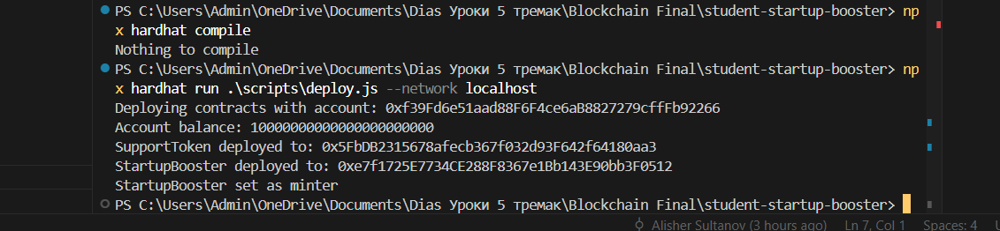 PS C:\Users\Admin\OneDrive\Documents\Dias Уроки 5 тремак\Blockchain Final\student-startup-booster> np
x hardhat compile
Nothing to compile
PS C:\Users\Admin\OneDrive\Documents\Dias Уроки 5 тремак\Blockchain Final\student-startup-booster> np
x hardhat run .\scripts\deploy.js --network localhost
Deploying contracts with account: 0xf39Fd6e51aad88F6F4ce6aB8827279cffFb92266
Account balance: 10000000000000000000000
SupportToken deployed to: 0x5FbDB2315678afecb367f032d93F642f64180aa3
StartupBooster deployed to: 0xe7f1725E7734CE288F8367e1Bb143E90bb3F0512
StartupBooster set as minter
PS C:\Users\Admin\OneDrive\Documents\Dias Уроки 5 тремак\Blockchain Final\student-startup-booster>
Alisher Sultanov (3 hours ago) Ln 7, Col 1 Spaces: 4